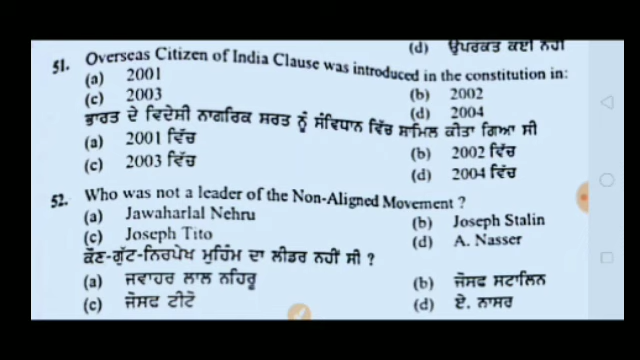 (d) ਉਪਰੋਕਤ ਕੋਈ ਨਹੀਂ
51. Overseas Citizen of India Clause was introduced in the constitution in:
(a) 2001
(b) 2002
(c) 2003
(d) 2004
ਭਾਰਤ ਦੇ ਵਿਦੇਸ਼ੀ ਨਾਗਰਿਕ ਸ਼ਰਤ ਨੂੰ ਸੰਵਿਧਾਨ ਵਿੱਚ ਸ਼ਾਮਿਲ ਕੀਤਾ ਗਿਆ ਸੀ
(a) 2001 ਵਿੱਚ
(b) 2002 ਵਿੱਚ
(c) 2003 ਵਿੱਚ
(d) 2004 ਵਿੱਚ
52. Who was not a leader of the Non-Aligned Movement ?
(a) Jawaharlal Nehru
(b) Joseph Stalin
(c) Joseph Tito
(d) A. Nasser
ਕੌਣ-ਗੁੱਟ-ਨਿਰਪੇਖ ਮੁਹਿੰਮ ਦਾ ਲੀਡਰ ਨਹੀਂ ਸੀ ?
(a) ਜਵਾਹਰ ਲਾਲ ਨਹਿਰੂ
(b) ਜੋਸਫ ਸਟਾਲਿਨ
(c) ਜੋਸਫ ਟੀਟੋ
(d) ਏ. ਨਾਸਰ